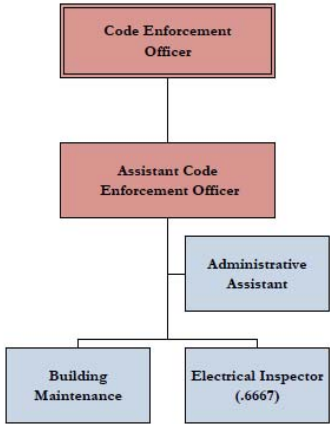 Code Enforcement
Officer
Assistant Code
Enforcement Officer
Administrative
Assistant
Building
Maintenance
Electrical Inspector
(.6667)